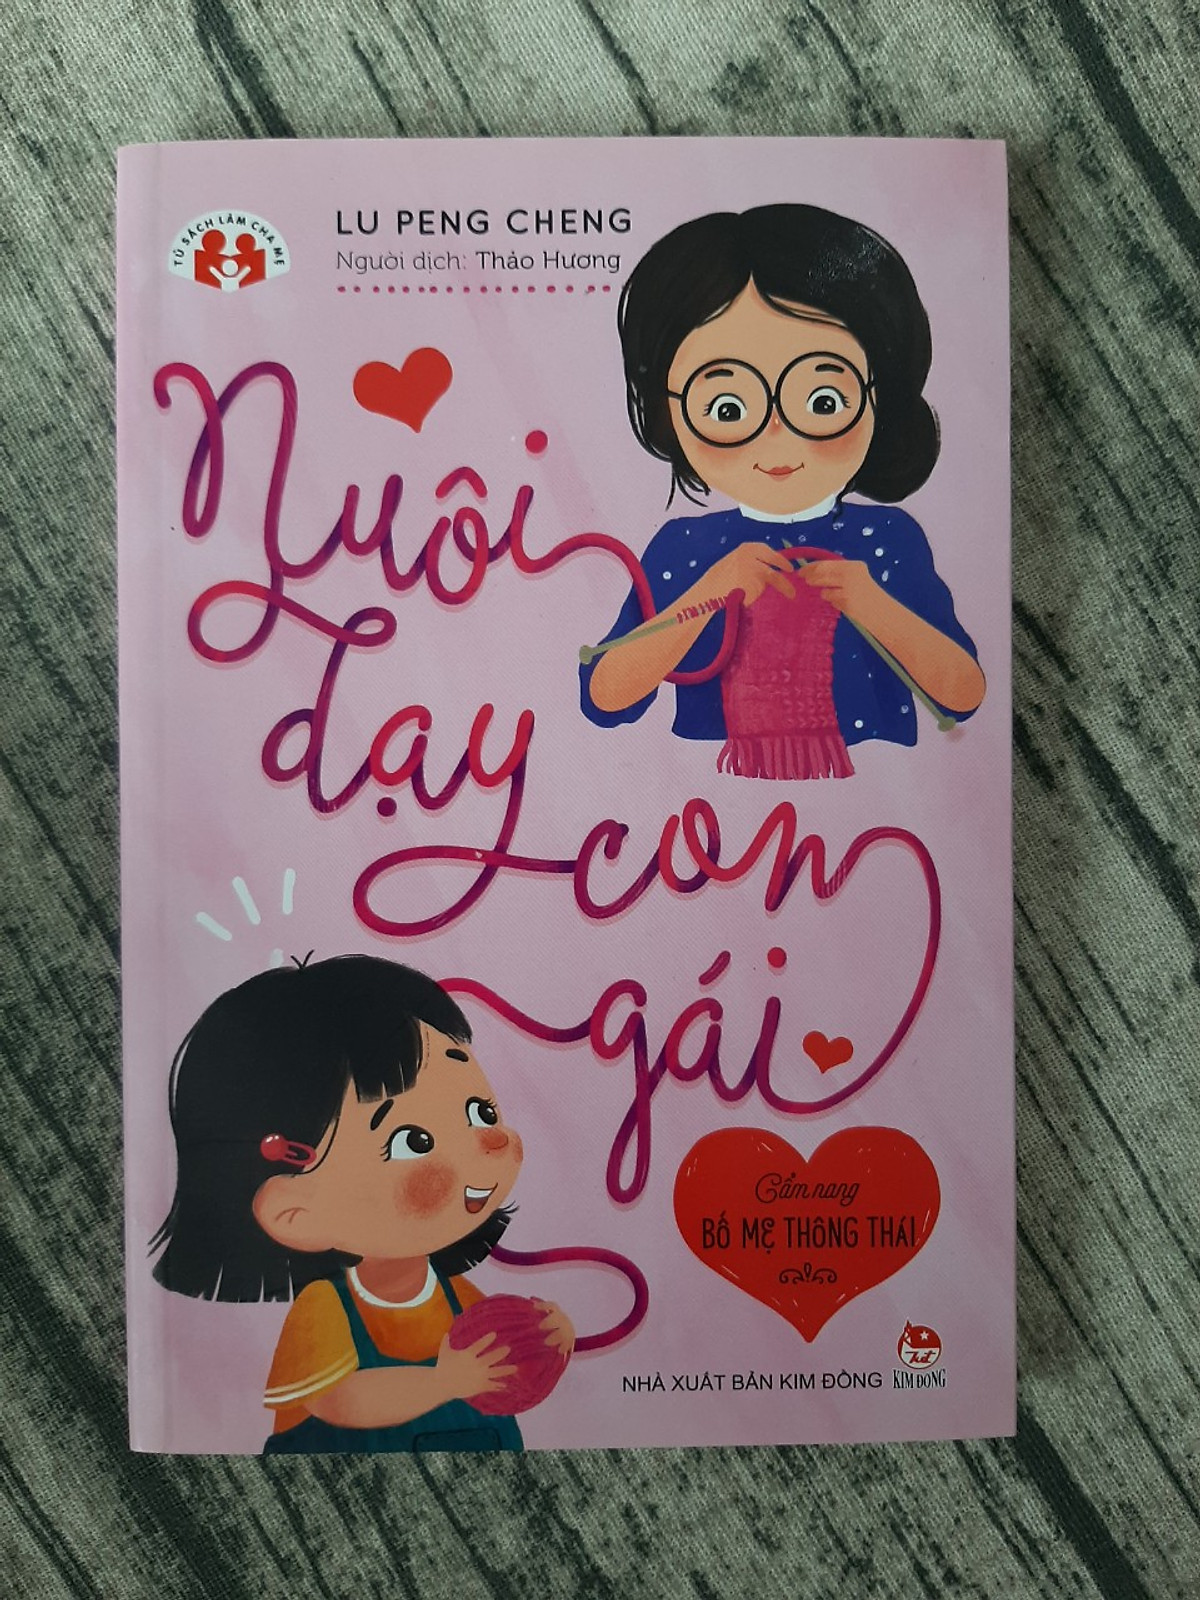 TỦ SÁCH LÀM CHA MẸ
LU PENG CHENG
Người dịch: Thảo Hương
Nuôi
dạy
con
gái
Cẩm nang
BỐ MẸ THÔNG THÁI
NHÀ XUẤT BẢN KIM ĐỒNG
KIM ĐỒNG